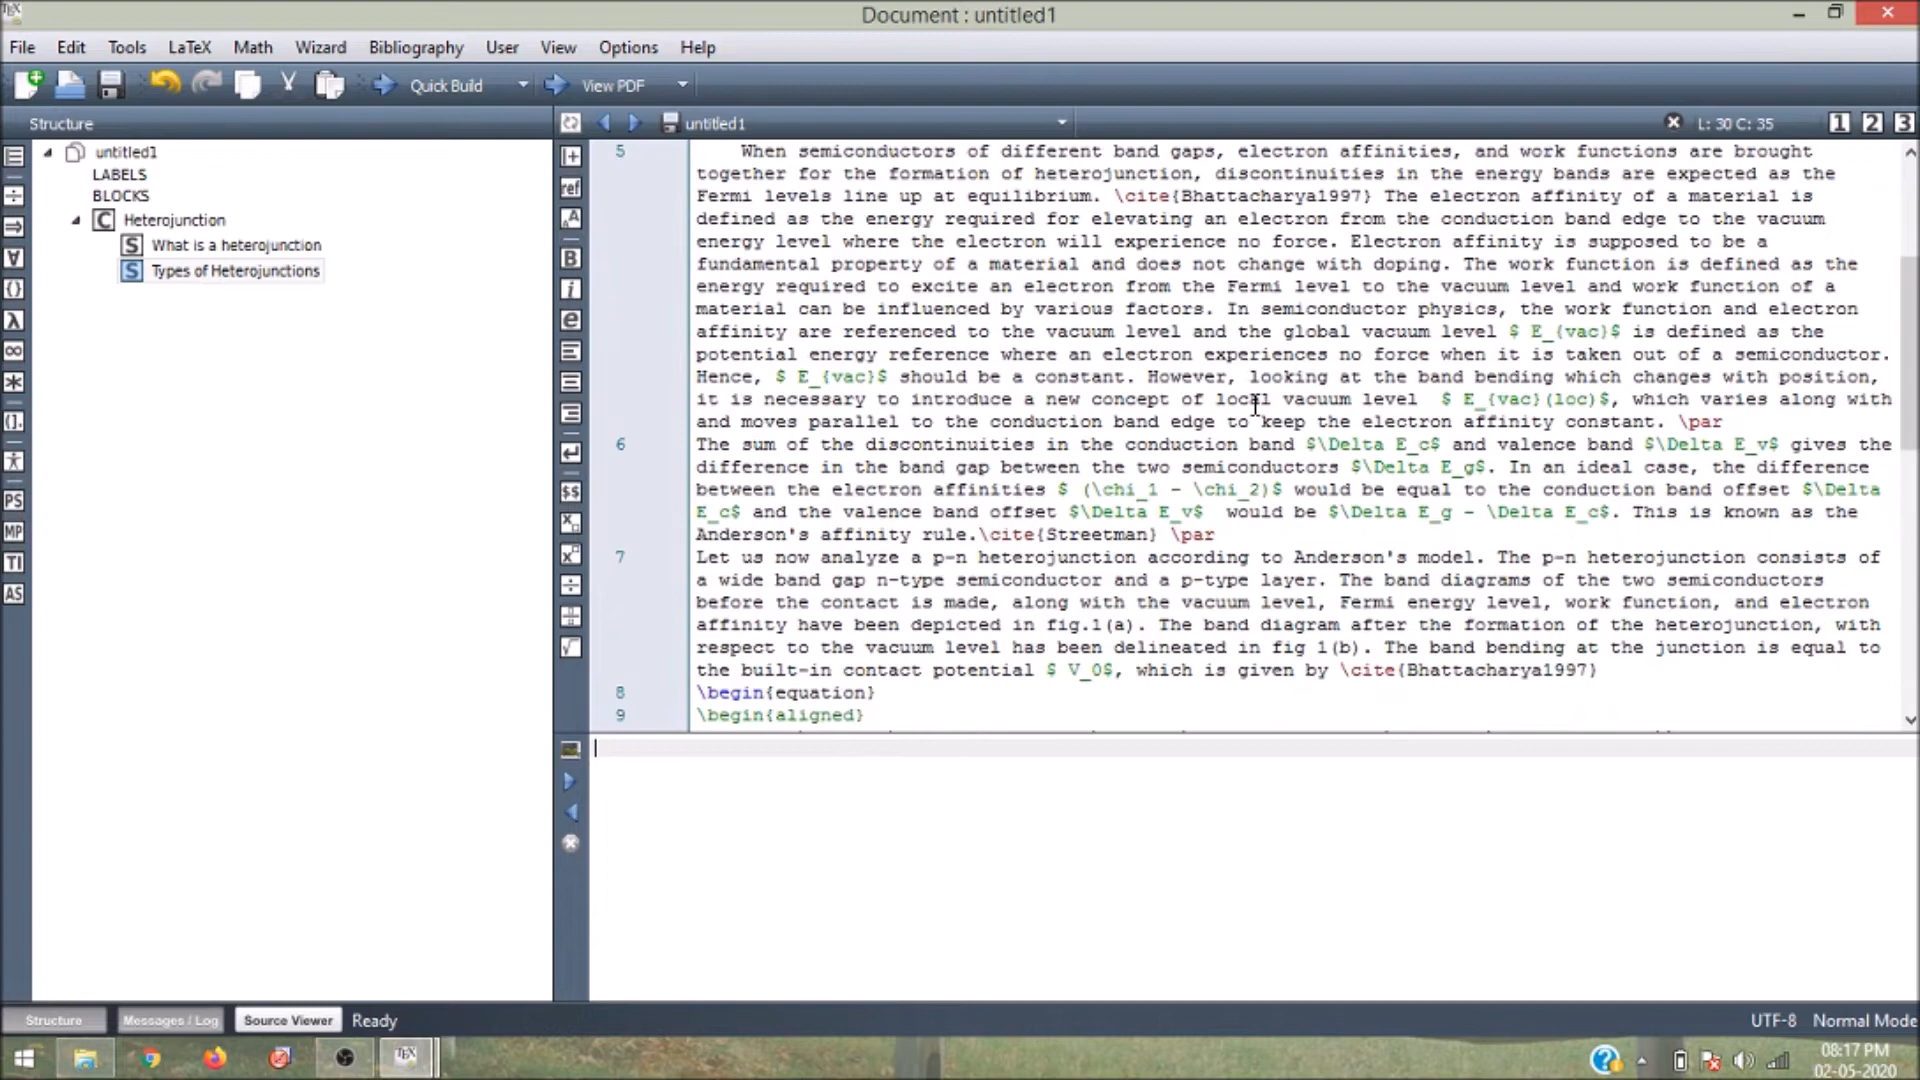 Document : untitled1
File Edit Tools LaTeX Math Wizard Bibliography User View Options Help
Quick Build View PDF
Structure untitled1 L: 30 C: 35 1 2 3
untitled1
LABELS
BLOCKS
C Heterojunction
S What is a heterojunction
S Types of Heterojunctions
ref
A
B
i
e
$$
PS
MP
TI
AS
5 When semiconductors of different band gaps, electron affinities, and work functions are brought
together for the formation of heterojunction, discontinuities in the energy bands are expected as the
Fermi levels line up at equilibrium. \cite{Bhattacharya1997} The electron affinity of a material is
defined as the energy required for elevating an electron from the conduction band edge to the vacuum
energy level where the electron will experience no force. Electron affinity is supposed to be a
fundamental property of a material and does not change with doping. The work function is defined as the
energy required to excite an electron from the Fermi level to the vacuum level and work function of a
material can be influenced by various factors. In semiconductor physics, the work function and electron
affinity are referenced to the vacuum level and the global vacuum level $ E_{vac}$ is defined as the
potential energy reference where an electron experiences no force when it is taken out of a semiconductor.
Hence, $ E_{vac}$ should be a constant. However, looking at the band bending which changes with position,
it is necessary to introduce a new concept of local vacuum level  $ E_{vac}(loc)$, which varies along with
and moves parallel to the conduction band edge to keep the electron affinity constant. \par
6 The sum of the discontinuities in the conduction band $\Delta E_c$ and valence band $\Delta E_v$ gives the
difference in the band gap between the two semiconductors $\Delta E_g$. In an ideal case, the difference
between the electron affinities $ (\chi_1 - \chi_2)$ would be equal to the conduction band offset $\Delta
E_c$ and the valence band offset $\Delta E_v$  would be $\Delta E_g - \Delta E_c$. This is known as the
Anderson's affinity rule.\cite{Streetman} \par
7 Let us now analyze a p-n heterojunction according to Anderson's model. The p-n heterojunction consists of
a wide band gap n-type semiconductor and a p-type layer. The band diagrams of the two semiconductors
before the contact is made, along with the vacuum level, Fermi energy level, work function, and electron
affinity have been depicted in fig.1(a). The band diagram after the formation of the heterojunction, with
respect to the vacuum level has been delineated in fig 1(b). The band bending at the junction is equal to
the built-in contact potential $ V_0$, which is given by \cite{Bhattacharya1997}
8 \begin{equation}
9 \begin{aligned}
Structure Messages / Log Source Viewer Ready UTF-8 Normal Mode
08:17 PM
02-05-2020